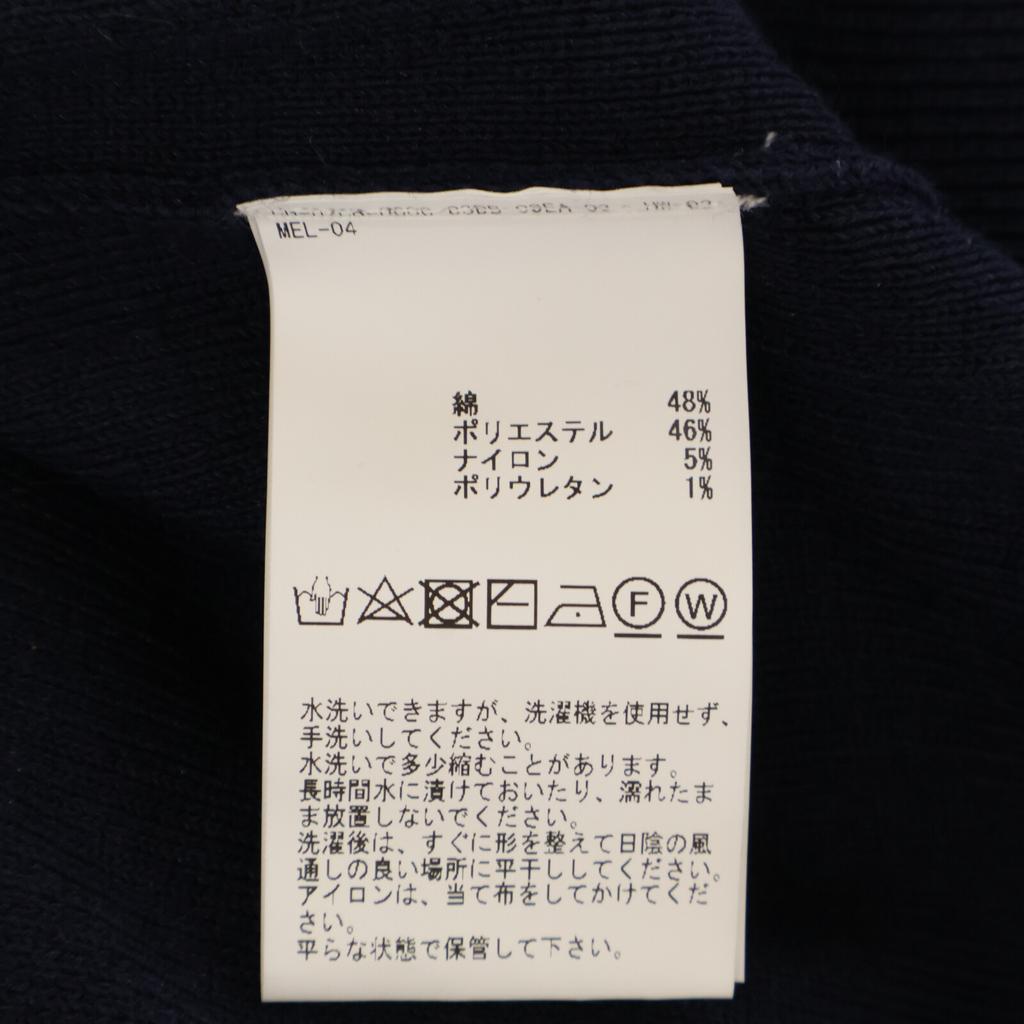 MEL-04
綿 48%
ポリエステル 46%
ナイロン 5%
ポリウレタン 1%
F W
水洗いできますが、洗濯機を使用せず、
手洗いしてください。
水洗いで多少縮むことがあります。
長時間水に漬けておいたり、濡れたまま
ま放置しないでください。
洗濯後は、すぐに形を整えて日陰の風
通しの良い場所に平干ししてください。
アイロンは、当て布をしてかけてくだ
さい。
平らな状態で保管して下さい。